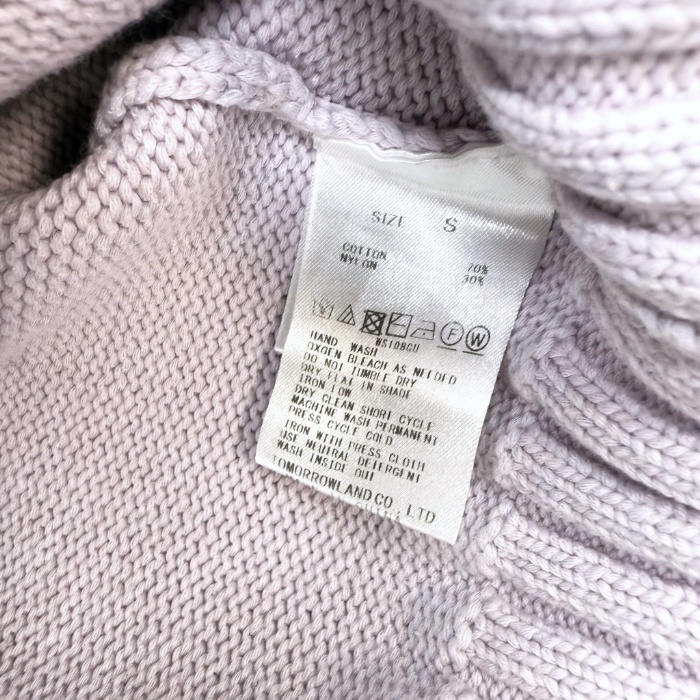 SIZE S
COTTON 70%
NYLON 30%
F W
WS108CU
HAND WASH
OXGEN BLEACH AS NEEDED
DO NOT TUMBLE DRY
DRY FLAT IN SHADE
IRON LOW
DRY CLEAN SHORT CYCLE
MACHINE WASH PERMANENT
PRESS CYCLE COLD
IRON WITH PRESS CLOTH
USE NEUTRAL DETERGENT
WASH INSIDE OUT
TOMORROWLAND CO., LTD